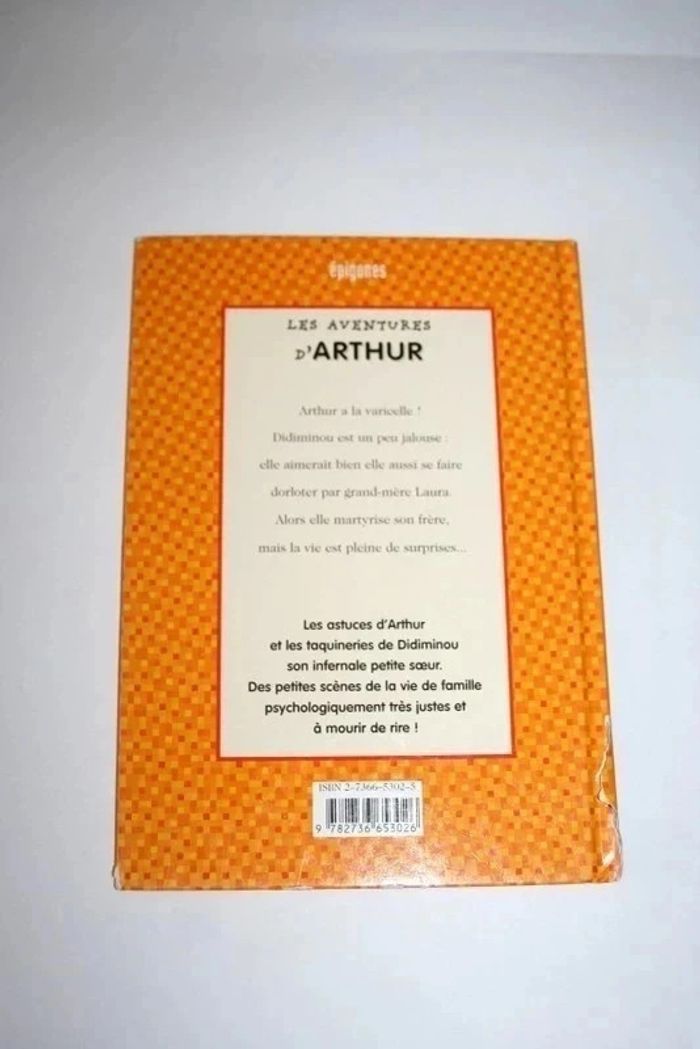 épigones
LES AVENTURES
D'ARTHUR
Arthur a la varicelle !
Didiminou est un peu jalouse :
elle aimerait bien elle aussi se faire
dorloter par grand-mère Laura.
Alors elle martyrise son frère,
mais la vie est pleine de surprises...
Les astuces d'Arthur
et les taquineries de Didiminou
son infernale petite sœur.
Des petites scènes de la vie de famille
psychologiquement très justes et
à mourir de rire !
ISBN 2-7366-5302-5
9 782736 653026